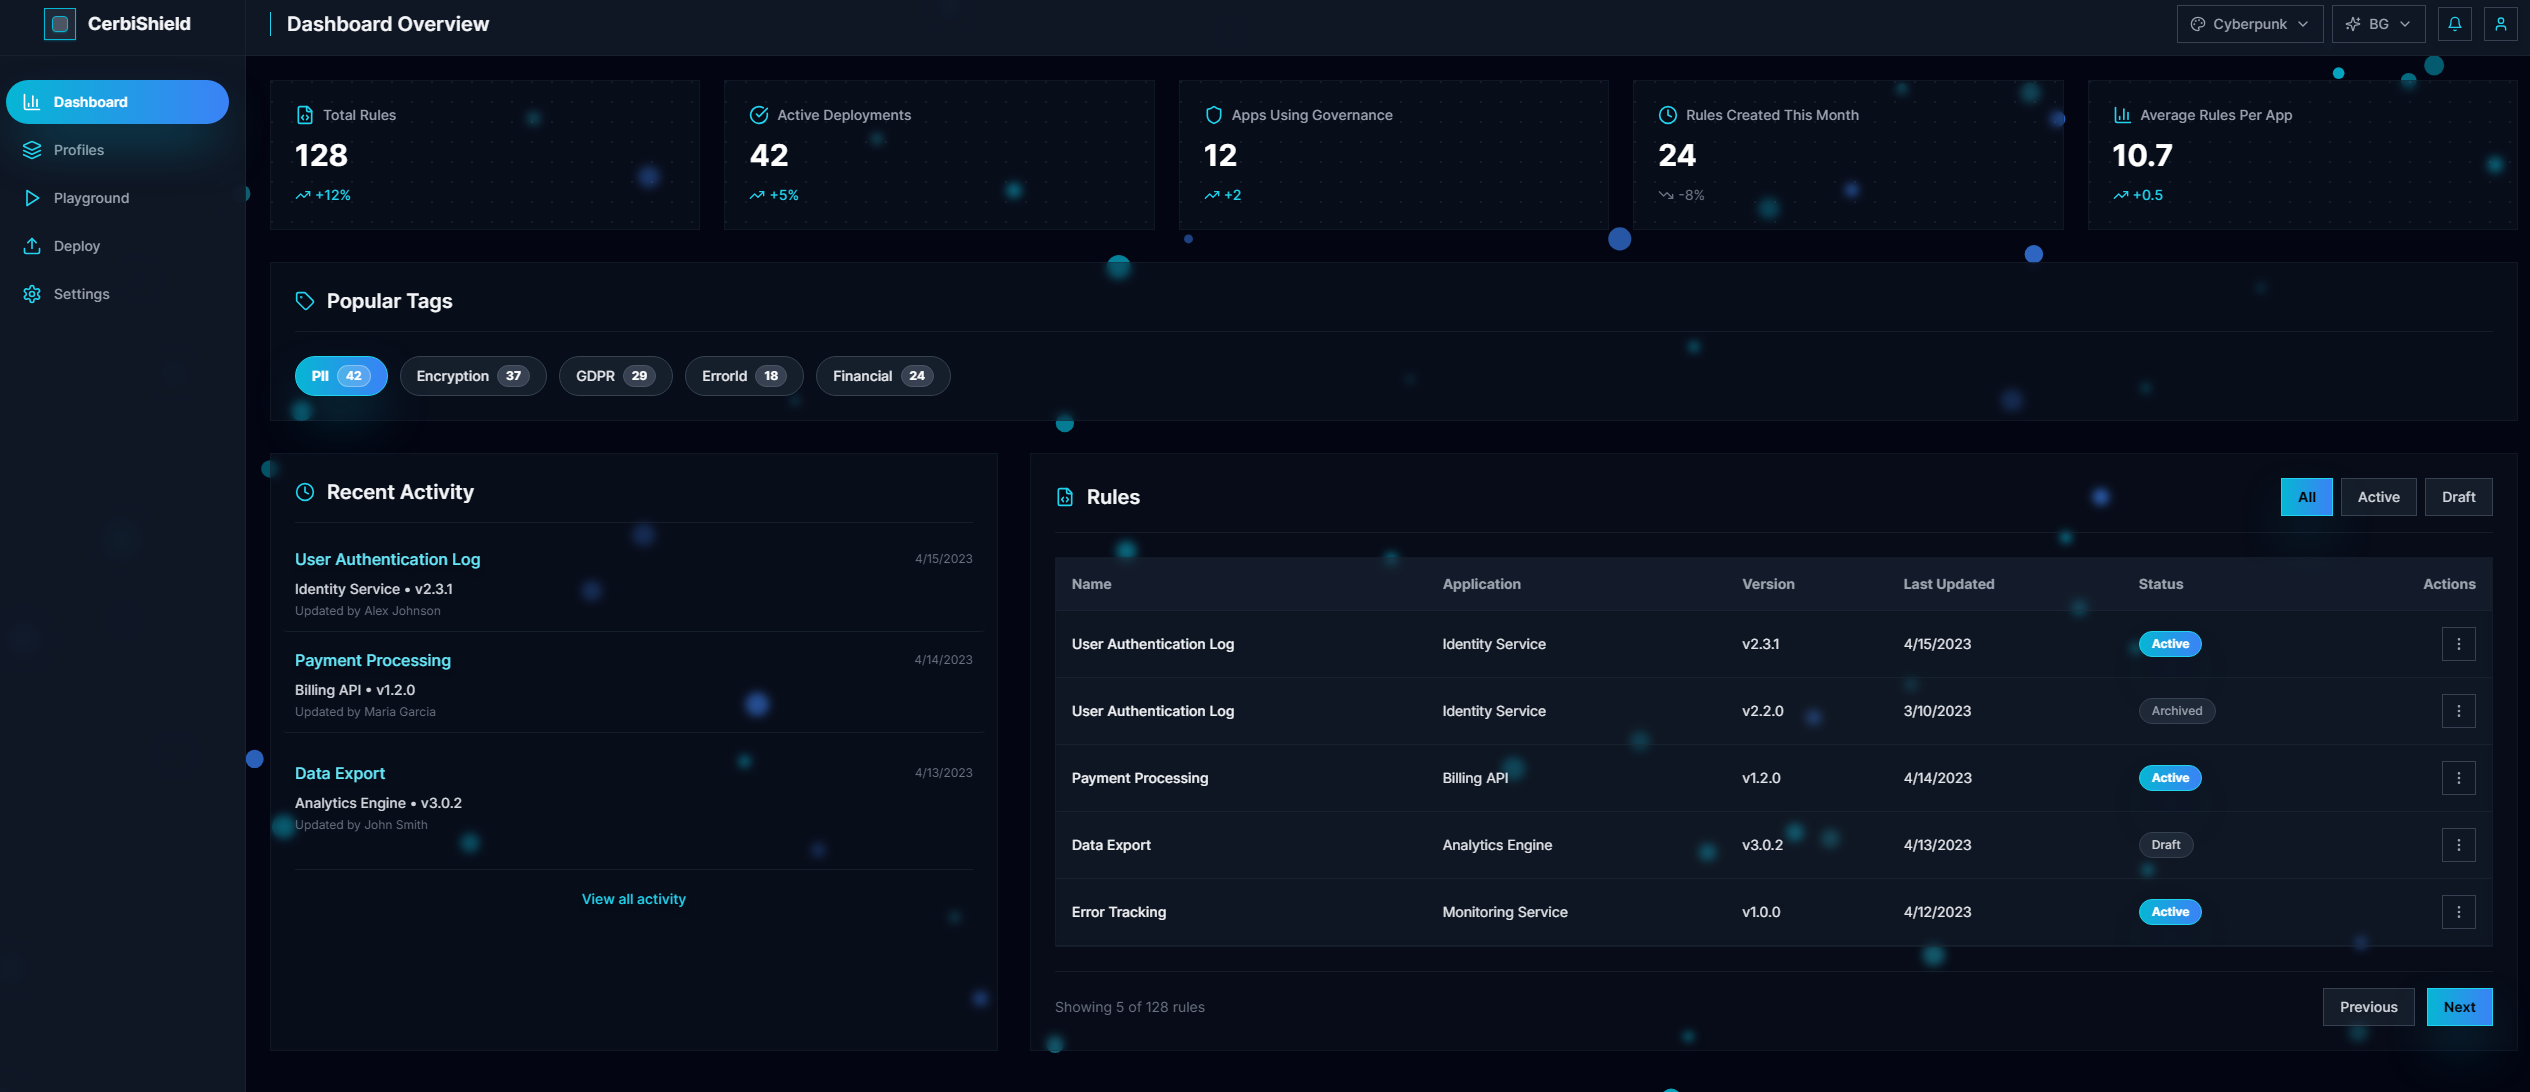 CerbiShield
Dashboard Overview
Cyberpunk
BG
Dashboard
Profiles
Playground
Deploy
Settings
Total Rules
128
+12%
Active Deployments
42
+5%
Apps Using Governance
12
+2
Rules Created This Month
24
-8%
Average Rules Per App
10.7
+0.5
Popular Tags
PII 42
Encryption 37
GDPR 29
ErrorId 18
Financial 24
Recent Activity
User Authentication Log 4/15/2023
Identity Service • v2.3.1
Updated by Alex Johnson
Payment Processing 4/14/2023
Billing API • v1.2.0
Updated by Maria Garcia
Data Export 4/13/2023
Analytics Engine • v3.0.2
Updated by John Smith
View all activity
Rules
All Active Draft
Name Application Version Last Updated Status Actions
User Authentication Log Identity Service v2.3.1 4/15/2023 Active
User Authentication Log Identity Service v2.2.0 3/10/2023 Archived
Payment Processing Billing API v1.2.0 4/14/2023 Active
Data Export Analytics Engine v3.0.2 4/13/2023 Draft
Error Tracking Monitoring Service v1.0.0 4/12/2023 Active
Showing 5 of 128 rules
Previous Next